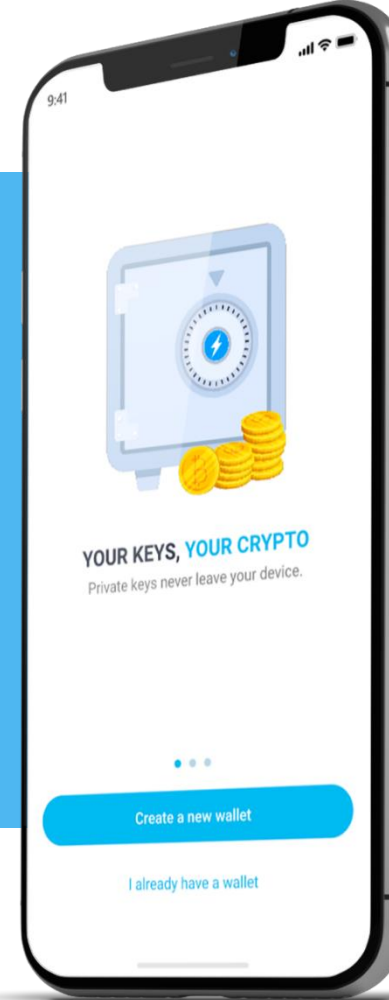 9:41
YOUR KEYS, YOUR CRYPTO
Private keys never leave your device.
Create a new wallet
I already have a wallet